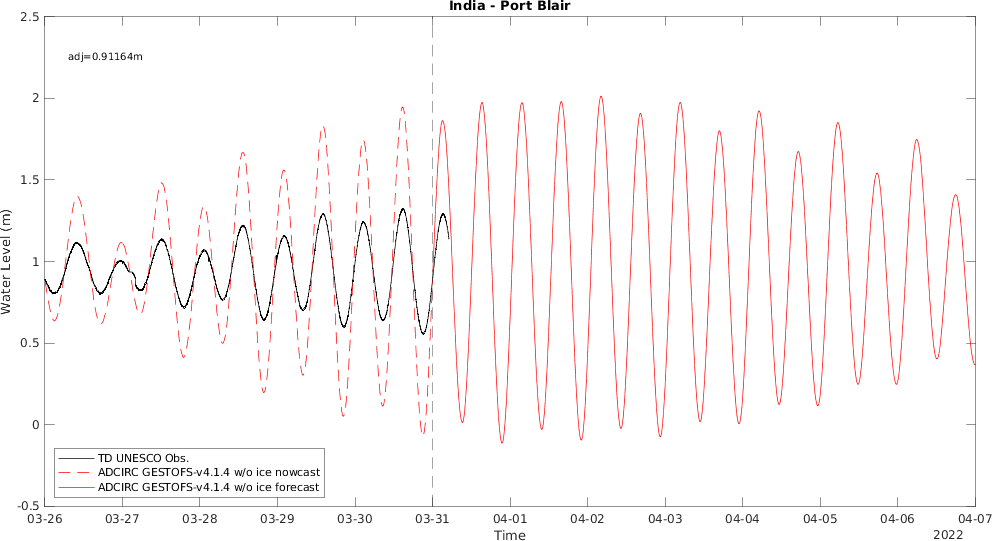 India - Port Blair
adj=0.91164m
Water Level (m)
2.5
2
1.5
1
0.5
0
-0.5
TD UNESCO Obs.
ADCIRC GESTOFS-v4.1.4 w/o ice nowcast
ADCIRC GESTOFS-v4.1.4 w/o ice forecast
03-26 03-27 03-28 03-29 03-30 03-31 04-01 04-02 04-03 04-04 04-05 04-06 04-07
Time
2022